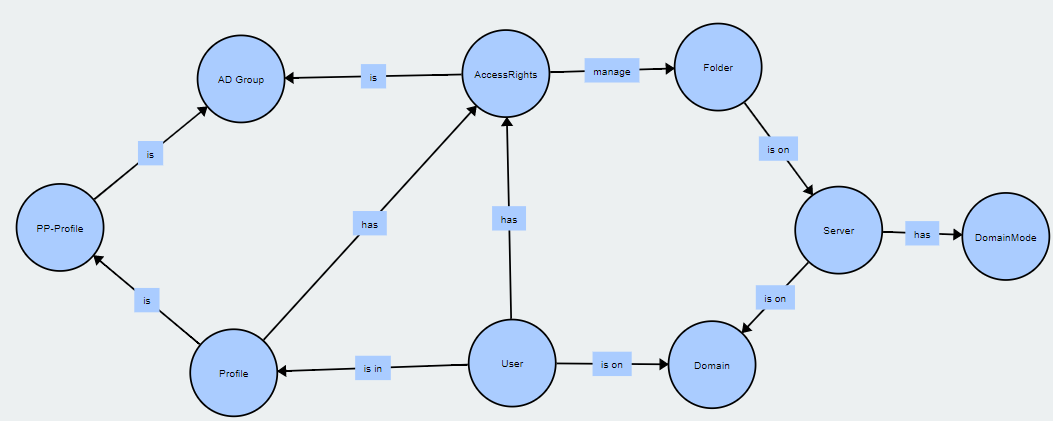 AD Group
is
AccessRights
manage
Folder
is
is on
PP-Profile
has
has
Server
has
DomainMode
is
is on
Profile
is in
User
is on
Domain